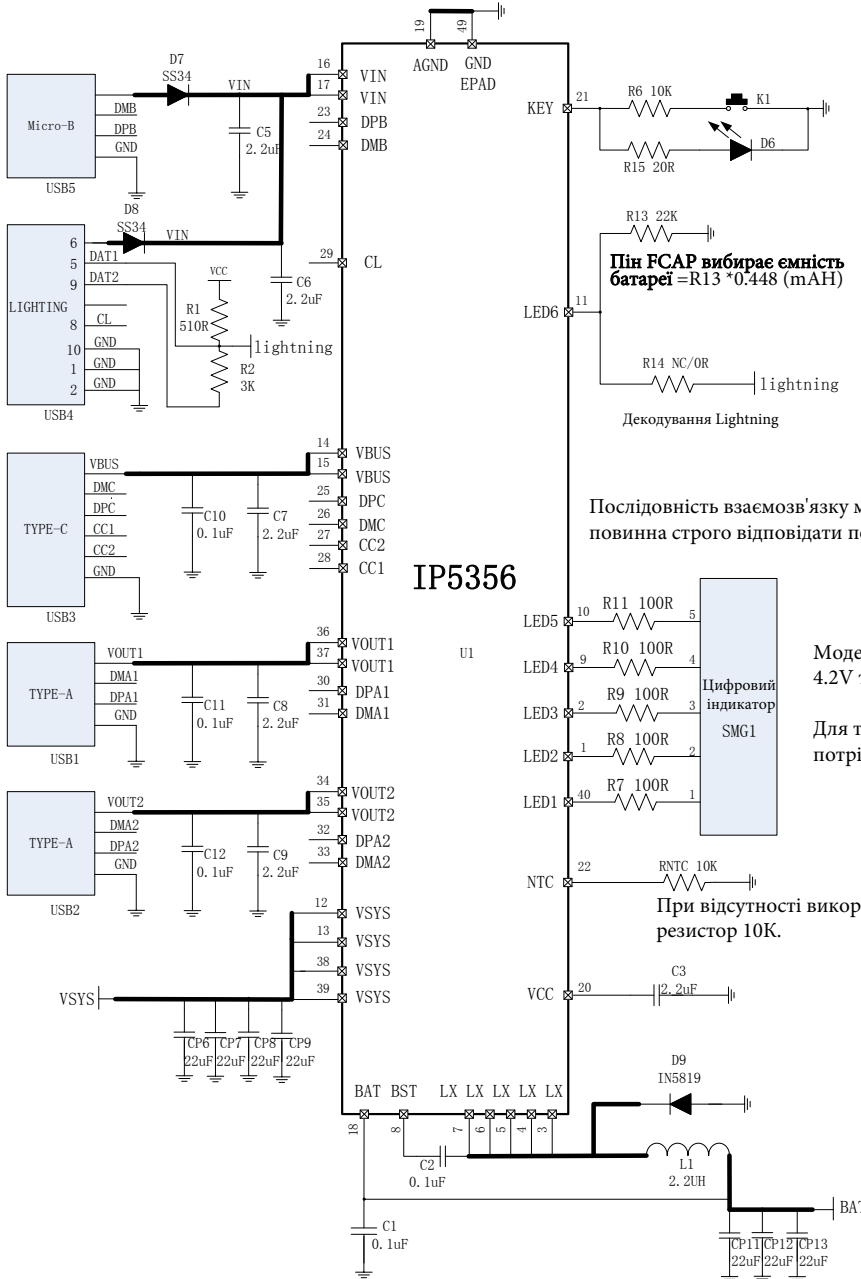 19
49
AGND
GND
EPAD
D7
SS34
VIN
16
VIN
17
VIN
Micro-B
DMB
DPB
GND
USB5
C5
2.2uF
23
DPB
24
DMB
21
KEY
R6 10K
K1
R15 20R
D6
D8
SS34
VIN
6
5
DAT1
9
DAT2
LIGHTING
8
CL
10
GND
1
GND
2
GND
USB4
VCC
R1
510R
lightning
R2
3K
C6
2.2uF
29
CL
R13 22K
Пін FCAP вибирає ємність
батареї =R13 *0.448 (mAH)
LED6
11
R14 NC/0R
lightning
Декодування Lightning
TYPE-C
VBUS
DMC
DPC
CC1
CC2
GND
USB3
C10
0.1uF
C7
2.2uF
14
VBUS
15
VBUS
25
DPC
26
DMC
27
CC2
28
CC1
Послідовність взаємозв'язку
повинна строго відповідати
IP5356
U1
TYPE-A
VOUT1
DMA1
DPA1
GND
USB1
C11
0.1uF
C8
2.2uF
36
VOUT1
37
VOUT1
30
DPA1
31
DMA1
LED5
10
R11 100R
5
LED4
9
R10 100R
4
LED3
2
R9 100R
3
LED2
1
R8 100R
2
LED1
40
R7 100R
1
Цифровий
індикатор
SMG1
4.2V
Для
TYPE-A
VOUT2
DMA2
DPA2
GND
USB2
C12
0.1uF
C9
2.2uF
34
VOUT2
35
VOUT2
32
DPA2
33
DMA2
12
VSYS
13
VSYS
38
VSYS
39
VSYS
VSYS
CP6
22uF
CP7
22uF
CP8
22uF
CP9
22uF
NTC
22
RNTC 10K
При відсутності
резистор 10K.
VCC
20
C3
2.2uF
BAT
BST
LX
LX
LX
LX
LX
18
8
7
6
5
4
3
D9
IN5819
C2
0.1uF
L1
2.2UH
C1
0.1uF
CP11
22uF
CP12
22uF
CP13
22uF